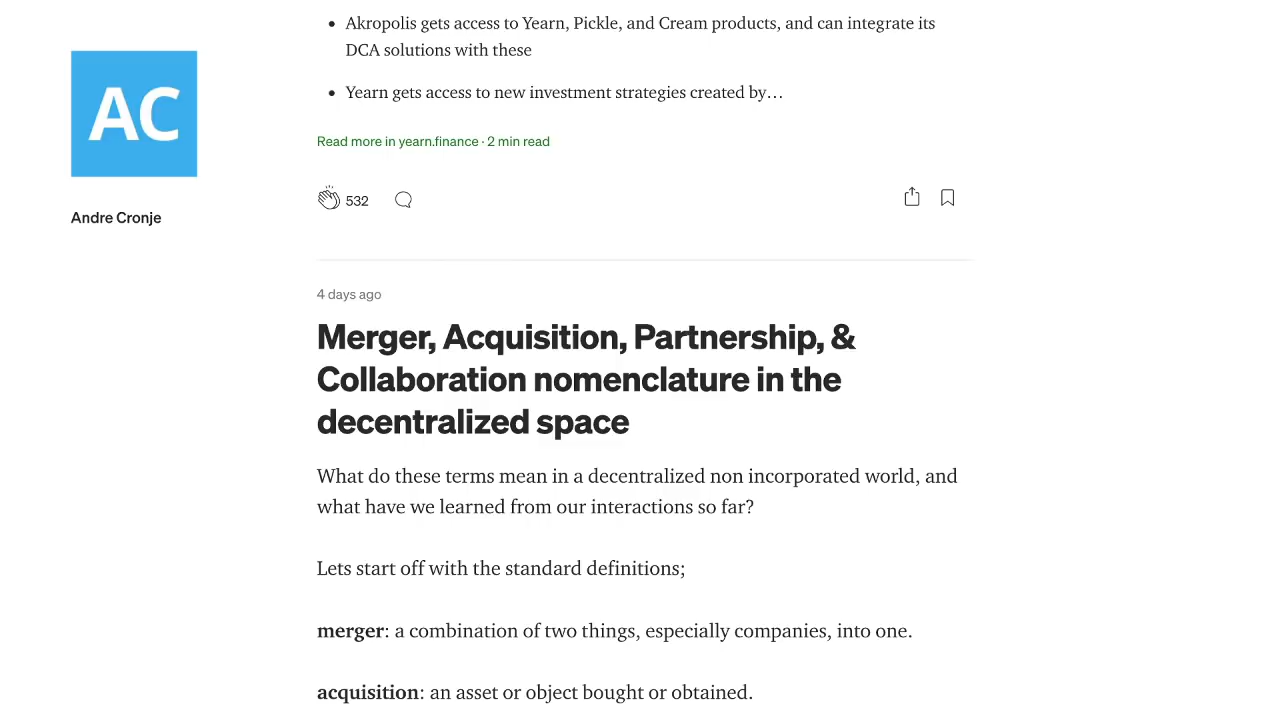 Akropolis gets access to Yearn, Pickle, and Cream products, and can integrate its
DCA solutions with these
Yearn gets access to new investment strategies created by…
Read more in yearn.finance · 2 min read
532
AC
Andre Cronje
4 days ago
Merger, Acquisition, Partnership, &
Collaboration nomenclature in the
decentralized space
What do these terms mean in a decentralized non incorporated world, and
what have we learned from our interactions so far?
Lets start off with the standard definitions;
merger: a combination of two things, especially companies, into one.
acquisition: an asset or object bought or obtained.